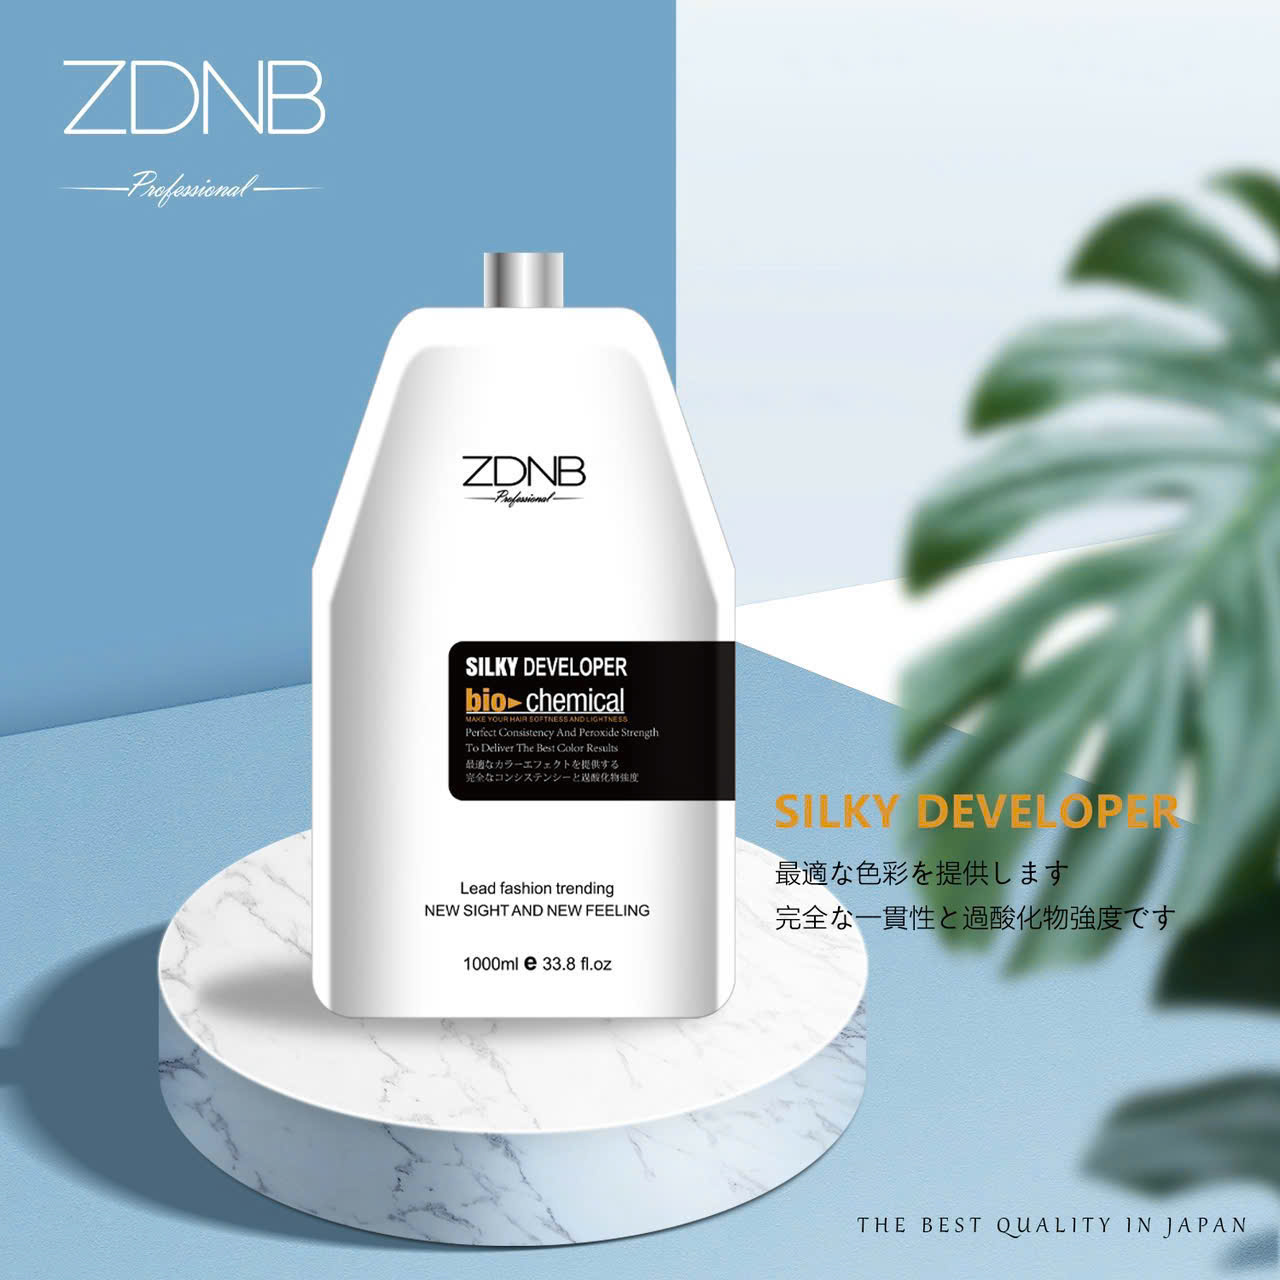 ZDNB
Professional
ZDNB
Professional
SILKY DEVELOPER
bio chemical
MAKE YOUR HAIR SOFTNESS AND LIGHTNESS
Perfect Consistency And Peroxide Strength
To Deliver The Best Color Results
最適なカラーエフェクトを提供する
完全なコンシステンシーと過酸化物強度
Lead fashion trending
NEW SIGHT AND NEW FEELING
1000ml e 33.8 fl.oz
SILKY DEVELOPER
最適な色彩を提供します
完全な一貫性と過酸化物強度です
THE BEST QUALITY IN JAPAN